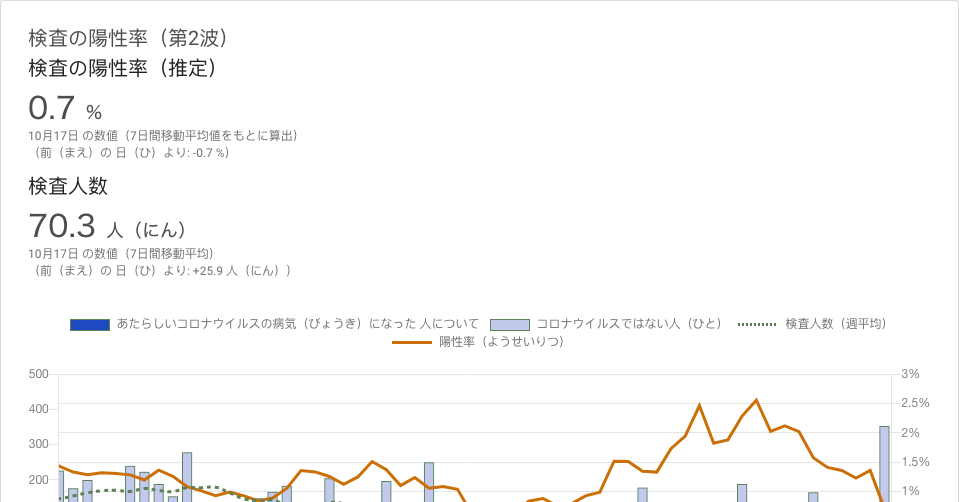 検査の陽性率（第2波）
検査の陽性率（推定）
0.7 %
10月17日 の数値（7日間移動平均値をもとに算出）
（前（まえ）の 日（ひ）より: -0.7 %）
検査人数
70.3 人（にん）
10月17日 の数値（7日間移動平均）
（前（まえ）の 日（ひ）より: +25.9 人（にん））
あたらしいコロナウイルスの病気（びょうき）になった 人について コロナウイルスではない人（ひと） 検査人数（週平均）
陽性率（ようせいりつ）
500 3%
2.5%
400
2%
300
1.5%
200
1%